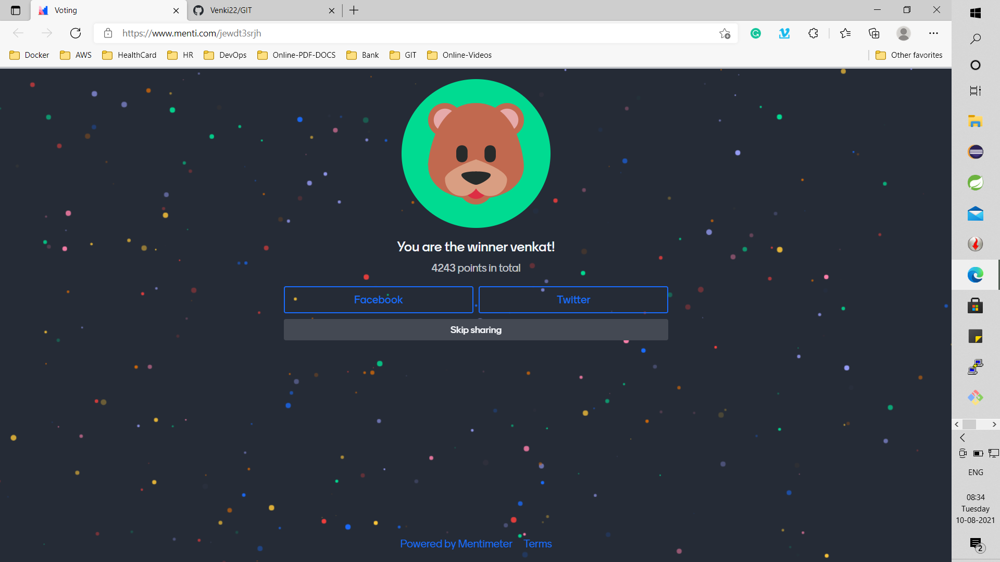 Voting
Venki22/GIT
https://www.menti.com/jewdt3srjh
Docker
AWS
HealthCard
HR
DevOps
Online-PDF-DOCS
Bank
GIT
Online-Videos
Other favorites
You are the winner venkat!
4243 points in total
Facebook
Twitter
Skip sharing
Powered by Mentimeter
Terms
ENG
08:34
Tuesday
10-08-2021
2